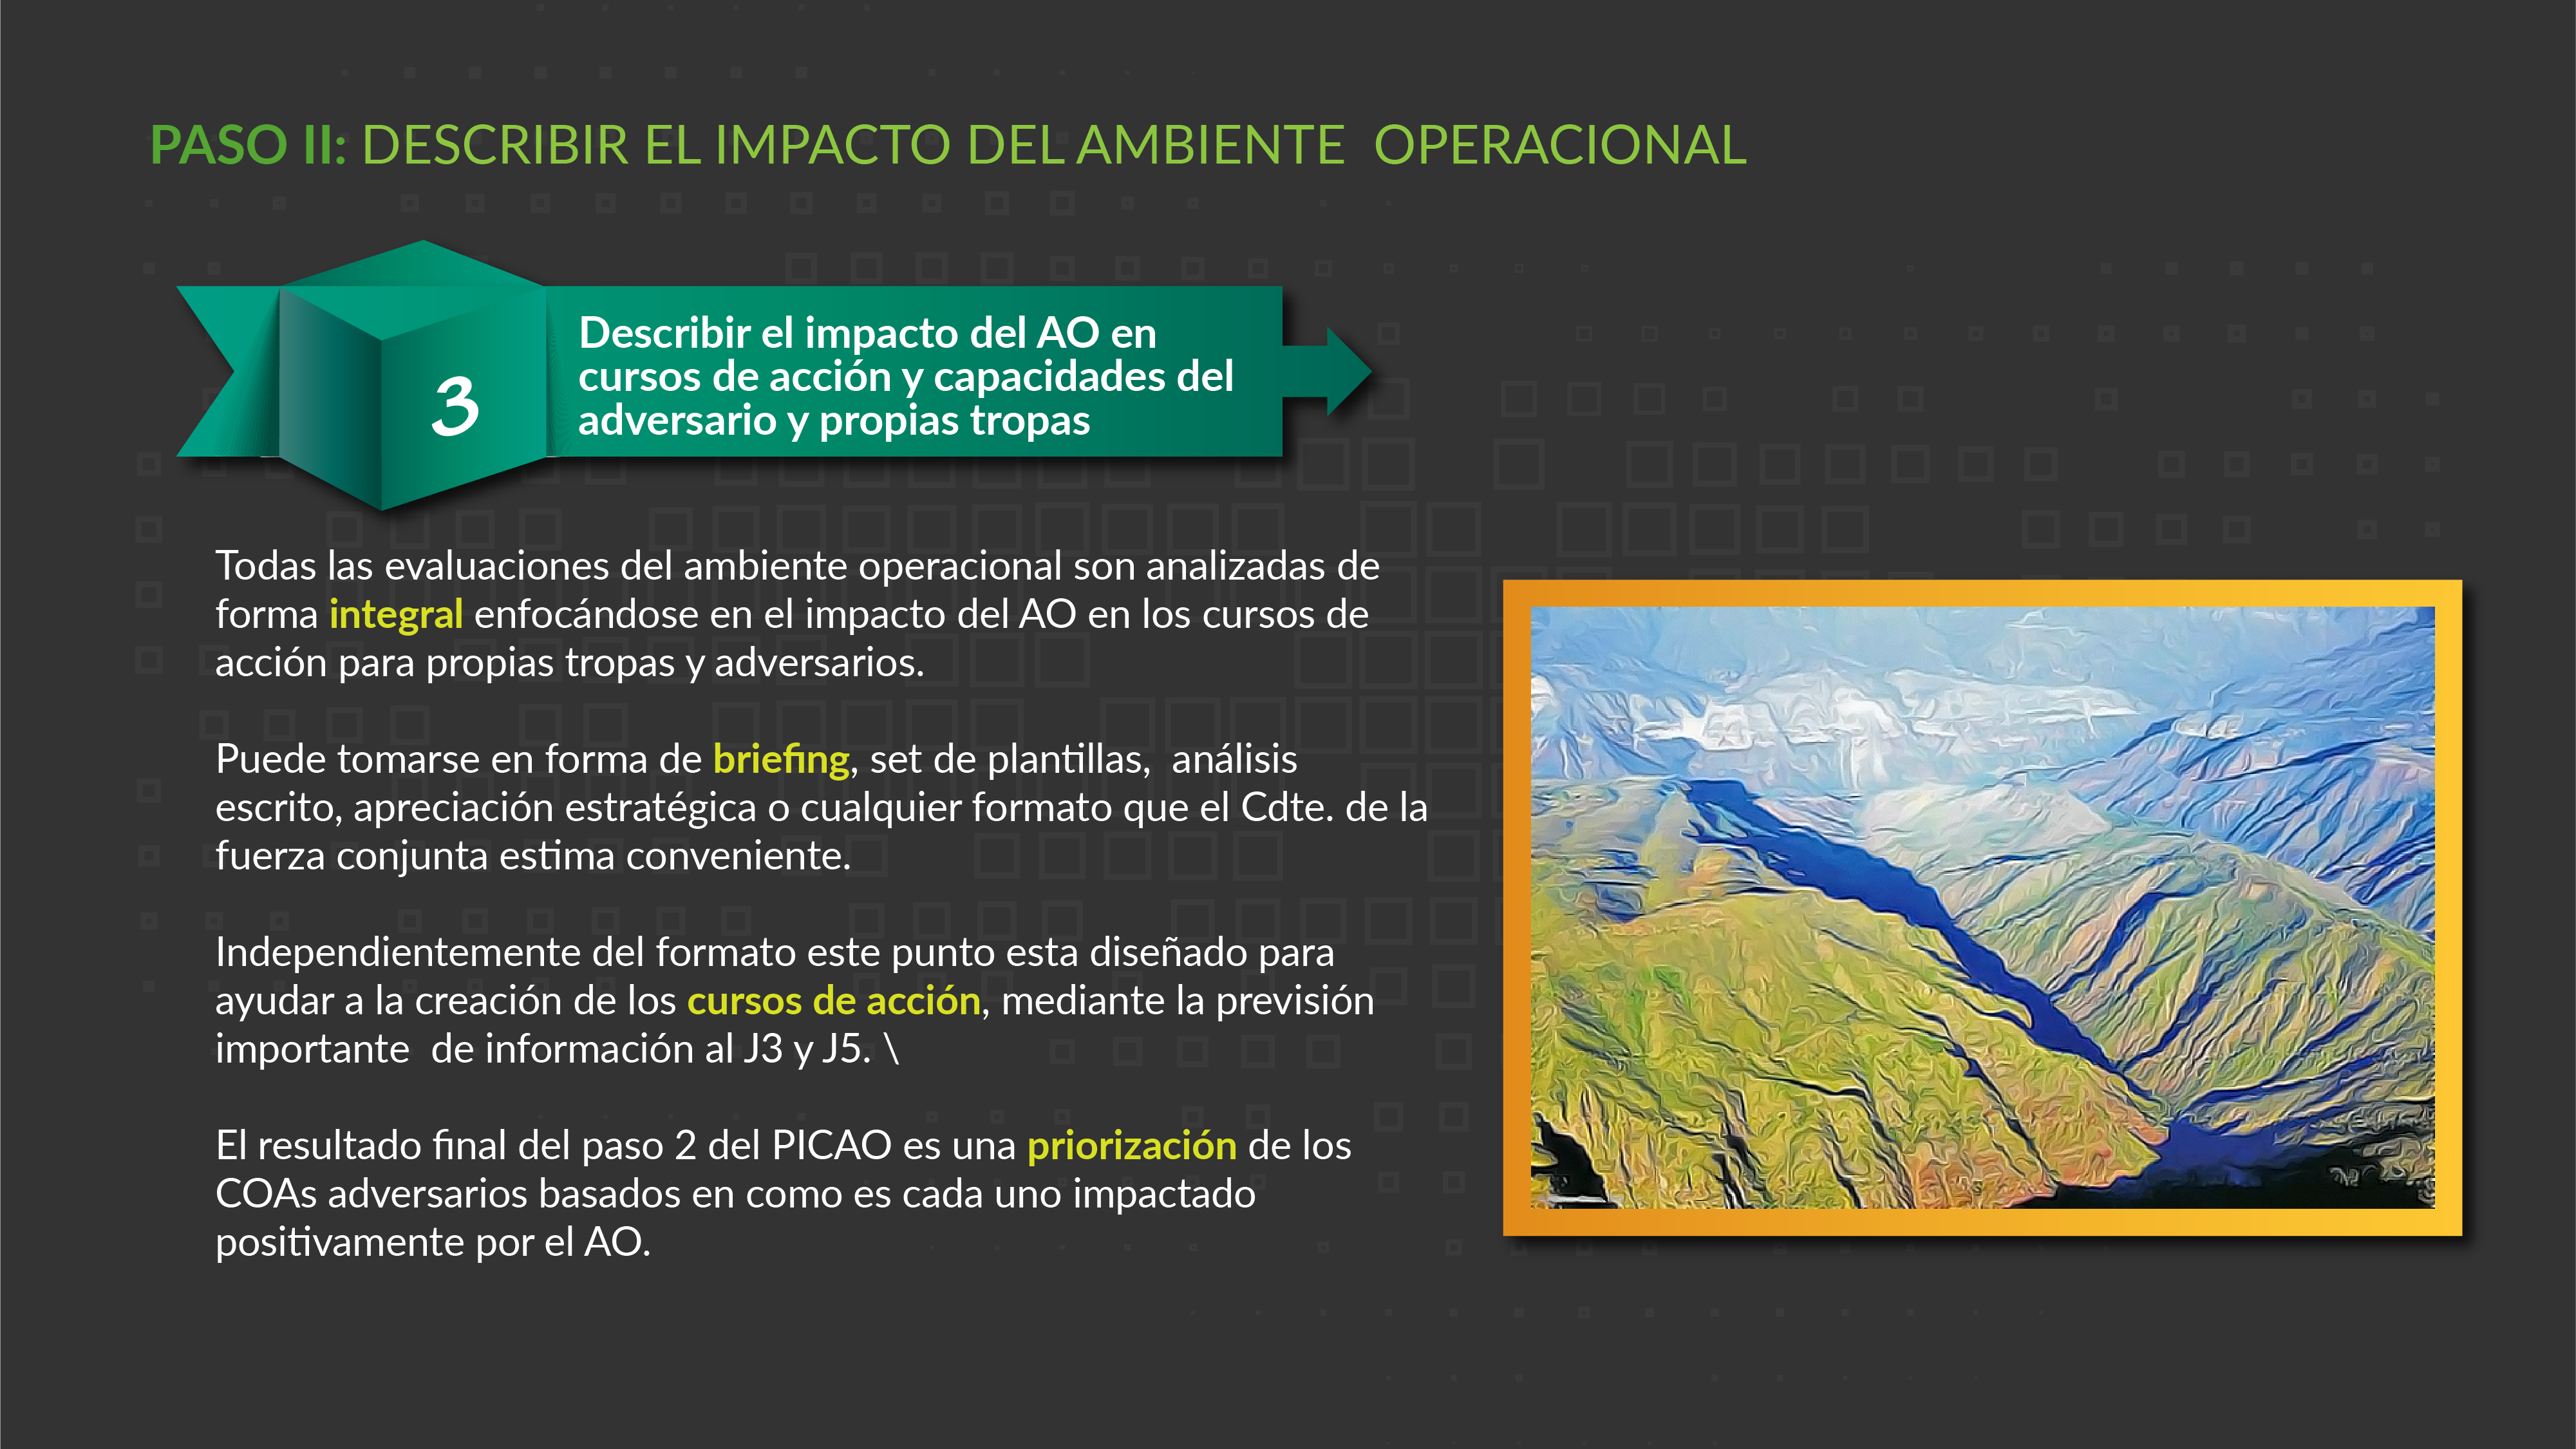 PASO II: DESCRIBIR EL IMPACTO DEL AMBIENTE  OPERACIONAL
3
Describir el impacto del AO en
cursos de acción y capacidades del
adversario y propias tropas
Todas las evaluaciones del ambiente operacional son analizadas de
forma integral enfocándose en el impacto del AO en los cursos de
acción para propias tropas y adversarios.
Puede tomarse en forma de briefing, set de plantillas,  análisis
escrito, apreciación estratégica o cualquier formato que el Cdte. de la
fuerza conjunta estima conveniente.
Independientemente del formato este punto esta diseñado para
ayudar a la creación de los cursos de acción, mediante la previsión
importante  de información al J3 y J5. \
El resultado final del paso 2 del PICAO es una priorización de los
COAs adversarios basados en como es cada uno impactado
positivamente por el AO.